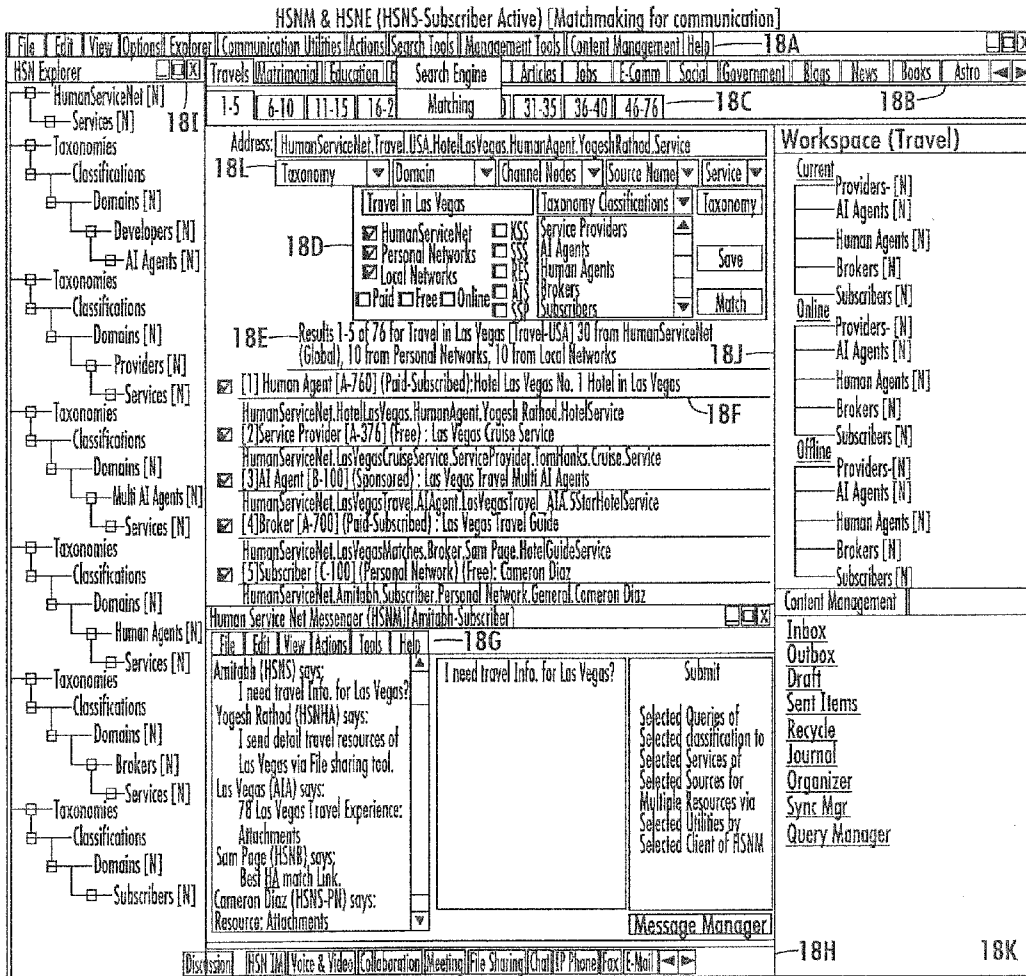 HSNM & HSNE (HSNS-Subscriber Active) [Matchmaking for communication]
File Edit View Options Explorer Communication Utilities Actions Search Tools Management Tools Content Management Help 18A
HSN Explorer
HumanServiceNet [N]
18I
Services [N]
Taxonomies
Classifications
Domains [N]
Developers [N]
AI Agents [N]
Taxonomies
Classifications
Domains [N]
Providers [N]
Services [N]
Taxonomies
Classifications
Domains [N]
Multi AI Agents [N]
Services [N]
Taxonomies
Classifications
Domains [N]
Human Agents [N]
Services [N]
Taxonomies
Classifications
Domains [N]
Brokers [N]
Services [N]
Taxonomies
Classifications
Domains [N]
Subscribers [N]
Travels Matrimonial Education E Search Engine Articles Jobs E-Comm Social Government Blogs News Books Astro
Matching
1-5 6-10 11-15 16-2 0 31-35 36-40 46-76 18C 18B
Address: HumanServiceNet.Travel.USA.HotelLasVegas.HumanAgent.YogeshRathod.Service
18L Taxonomy Domain Channel Nodes Source Name Service
Travel in Las Vegas Taxonomy Classifications Taxonomy
18D
HumanServiceNet KSS Service Providers
Personal Networks SSS AI Agents Save
Local Networks RES Human Agents
Paid Free Online AIS Brokers Match
SSP Subscribers
18E Results 1-5 of 76 for Travel in Las Vegas [Travel-USA] 30 from HumanServiceNet
(Global), 10 from Personal Networks, 10 from Local Networks 18J
[1] Human Agent [A-760] (Paid-Subscribed):Hotel Las Vegas No. 1 Hotel in Las Vegas
18F
HumanServiceNet.HotelLasVegas.HumanAgent.Yogesh Rathod.HotelService
[2]Service Provider [A-376] (Free) : Las Vegas Cruise Service
HumanServiceNet.LasVegasCruiseService.ServiceProvider.TomHanks.Cruise.Service
[3]AI Agent [B-100] (Sponsored) : Las Vegas Travel Multi AI Agents
HumanServiceNet.LasVegasTravel.AIAgent.LasVegasTravel_AIA.5StarHotelService
[4]Broker [A-700] (Paid-Subscribed) : Las Vegas Travel Guide
HumanServiceNet.LasVegasMatches.Broker.Sam Page.HotelGuideService
[5]Subscriber [C-100] (Personal Network) (Free): Cameron Diaz
HumanServiceNet.Amitabh.Subscriber.Personal Network.General.Cameron Diaz
Human Service Net Messenger (HSNM)[Amitabh-Subscriber]
File Edit View Actions Tools Help 18G
Amitabh (HSNS) says;
I need travel Info. for Las Vegas?
Yogesh Rathod (HSNHA) says:
I send detail travel resources of
Las Vegas via File sharing tool.
Las Vegas (AIA) says:
78 Las Vegas Travel Experience:
Attachments
Sam Page (HSNB) says;
Best HA match Link.
Cameron Diaz (HSNS-PN) says:
Resource: Attachments
I need travel Info. for Las Vegas?
Submit
Selected Queries of
Selected classification to
Selected Services of
Selected Sources for
Multiple Resources via
Selected Utilities by
Selected Client of HSNM
Message Manager
Discussion HSN IM Voice & Video Collaboration Meeting File Sharing Chat IP Phone Fax E-Mail
Workspace (Travel)
Current
Providers- [N]
AI Agents [N]
Human Agents [N]
Brokers [N]
Subscribers [N]
Online
Providers- [N]
AI Agents [N]
Human Agents [N]
Brokers [N]
Subscribers [N]
Offline
Providers-[N]
AI Agents [N]
Human Agents [N]
Brokers [N]
Subscribers [N]
Content Management
Inbox
Outbox
Draft
Sent Items
Recycle
Journal
Organizer
Sync Mgr
Query Manager
18H 18K